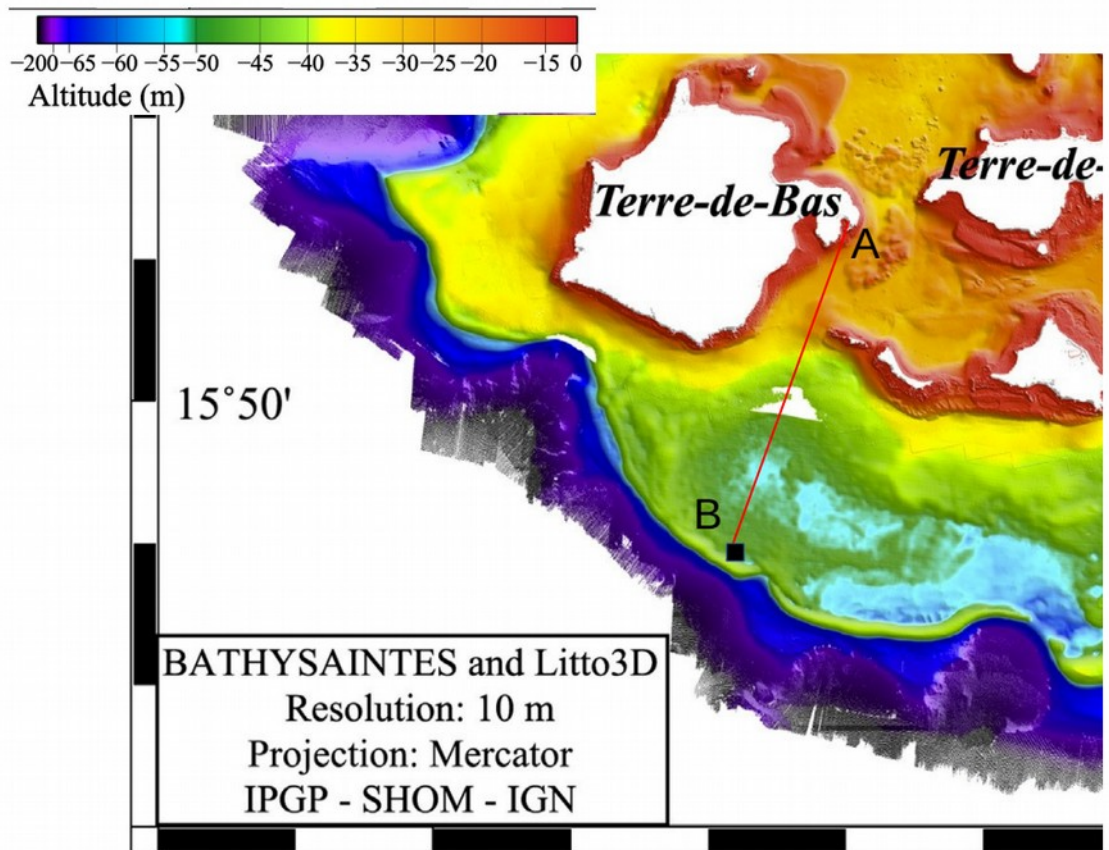 -200 -65 -60 -55 -50 -45 -40 -35 -30 -25 -20 -15 0
Altitude (m)
Terre-de-
Terre-de-Bas
A
15°50'
B
BATHYSAINTES and Litto3D
Resolution: 10 m
Projection: Mercator
IPGP - SHOM - IGN